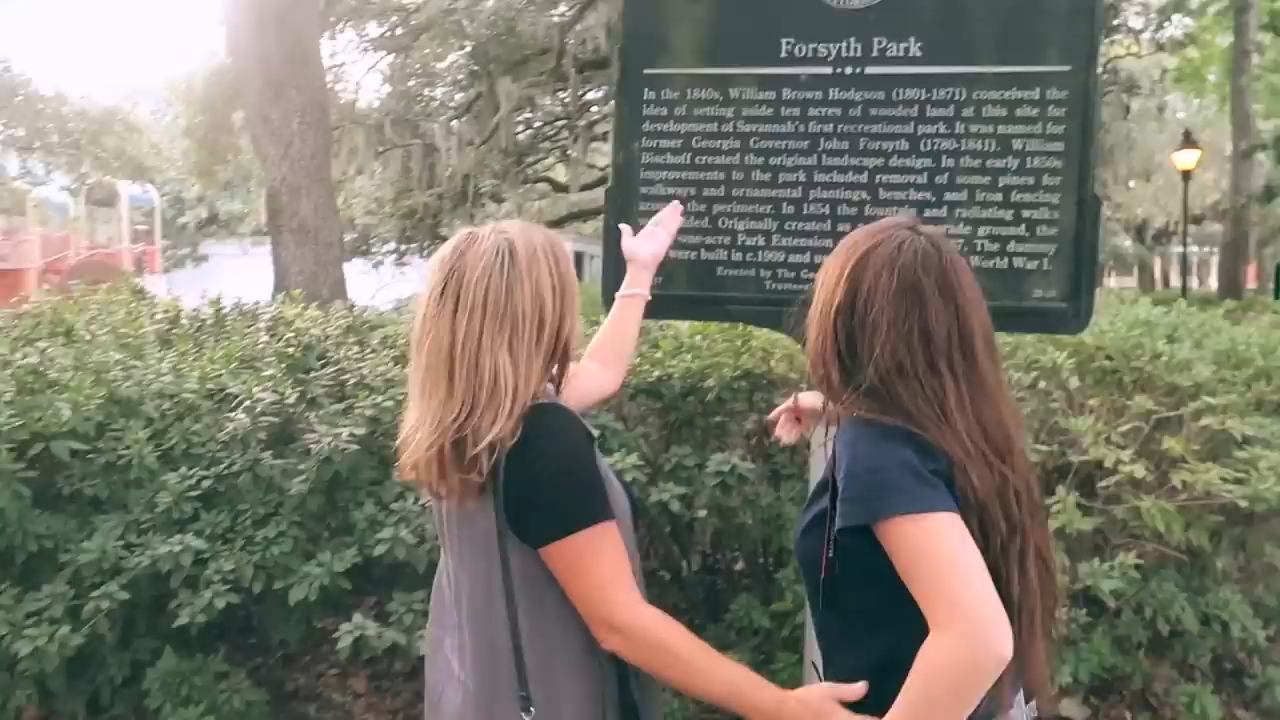 Forsyth Park
In the 1840s, William Brown Hodgson (1801-1871) conceived the
idea of setting aside ten acres of wooded land at this site for
development of Savannah's first recreational park. It was named for
former Georgia Governor John Forsyth (1780-1841). William
Bischoff created the original landscape design. In the early 1850s
improvements to the park included removal of some pines for
walkways and ornamental plantings, benches, and iron fencing
the perimeter. In 1854 the fountain and radiating walks
Originally created as ground, the
-one-acre Park Extension 7. The dummy
were built in c.1909 and World War I.
Erected by The